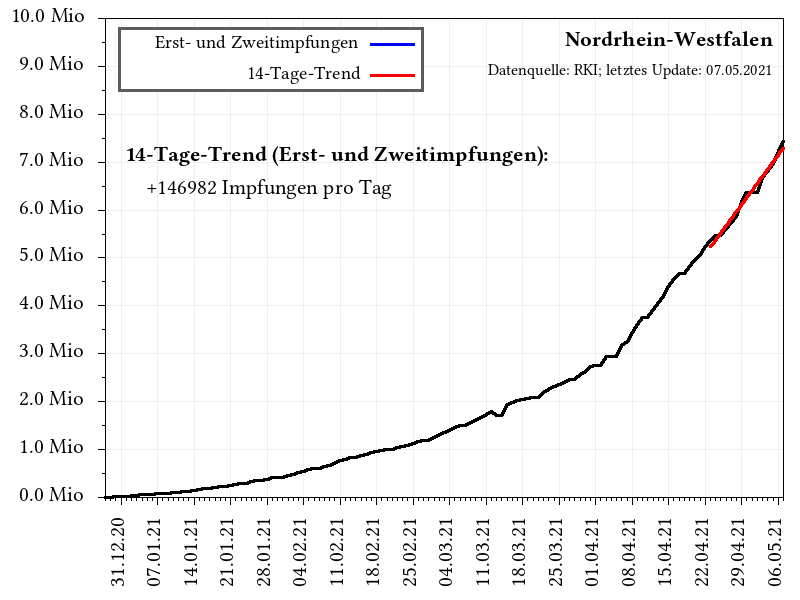 10.0 Mio
9.0 Mio
8.0 Mio
7.0 Mio
6.0 Mio
5.0 Mio
4.0 Mio
3.0 Mio
2.0 Mio
1.0 Mio
0.0 Mio
Erst- und Zweitimpfungen
14-Tage-Trend
Nordrhein-Westfalen
Datenquelle: RKI; letztes Update: 07.05.2021
14-Tage-Trend (Erst- und Zweitimpfungen):
+146982 Impfungen pro Tag
31.12.20
07.01.21
14.01.21
21.01.21
28.01.21
04.02.21
11.02.21
18.02.21
25.02.21
04.03.21
11.03.21
18.03.21
25.03.21
01.04.21
08.04.21
15.04.21
22.04.21
29.04.21
06.05.21